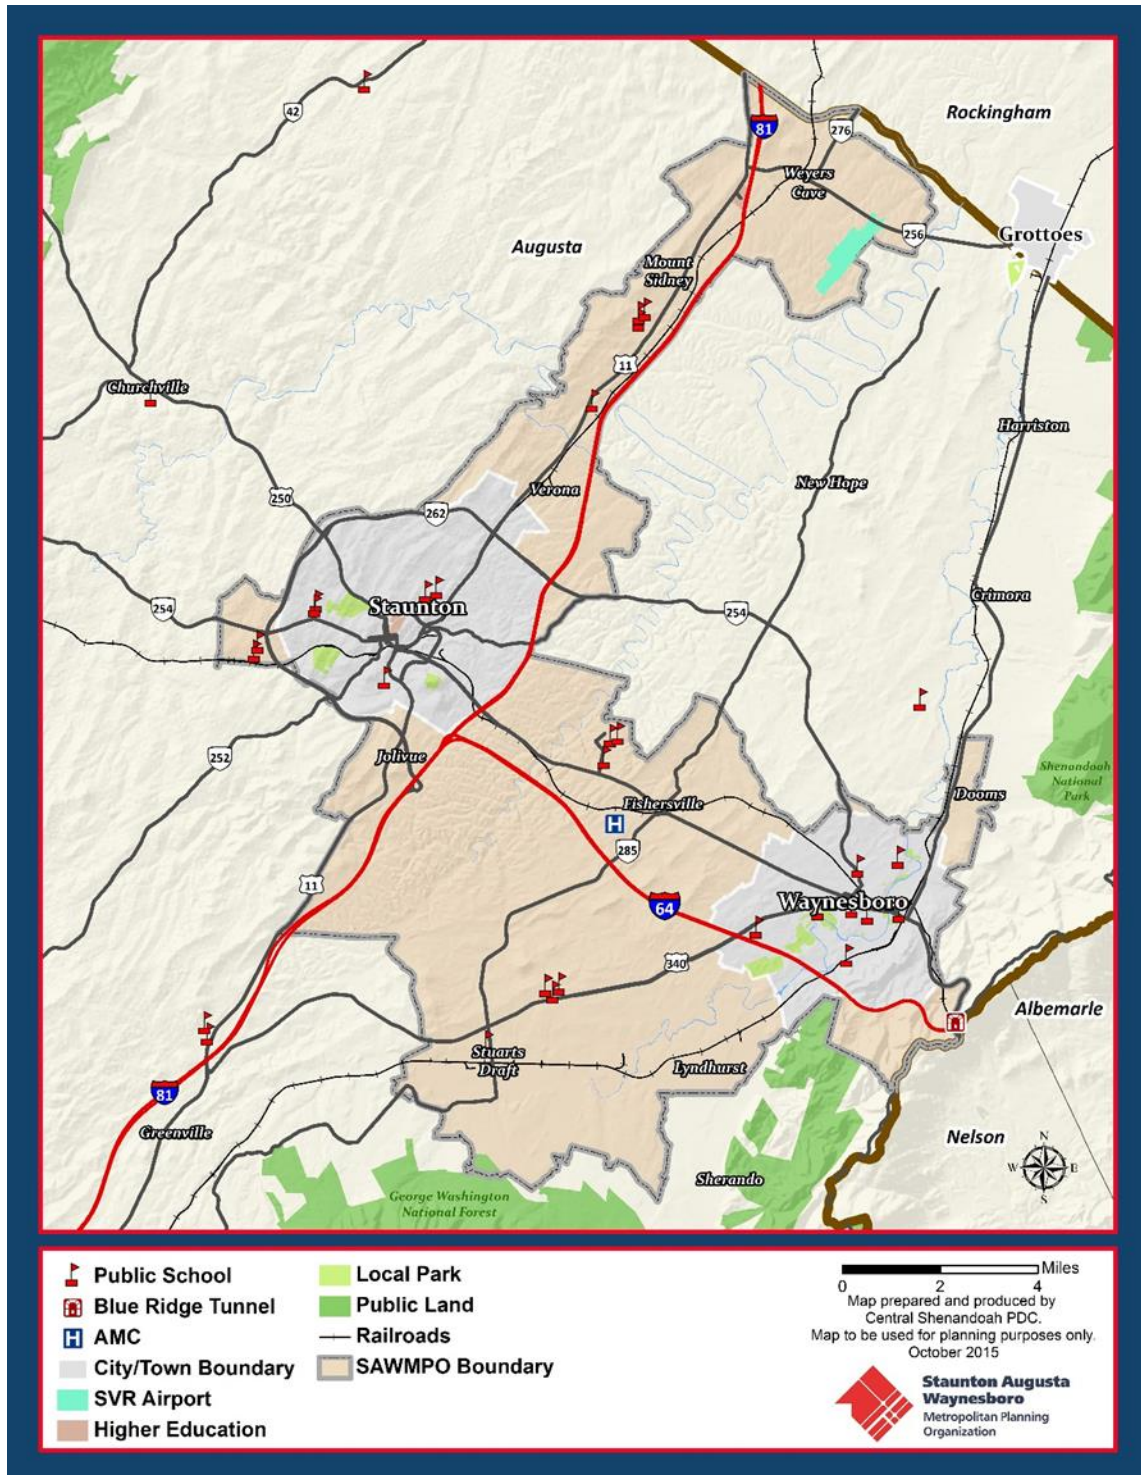 Rockingham
42
81
276
Weyers
Cave
256
Grottoes
Augusta
Mount
Sidney
11
Churchville
Harriston
New Hope
Verona
250
262
Crimora
254
Staunton
254
252
Jolivue
Shenandoah
National
Park
Dooms
Fishersville
H
285
11
64
Waynesboro
340
Albemarle
Stuarts
Draft
Lyndhurst
81
Greenville
Nelson
N
W E
S
Sherando
George Washington
National Forest
Public School
Blue Ridge Tunnel
H AMC
City/Town Boundary
SVR Airport
Higher Education
Local Park
Public Land
Railroads
SAWMPO Boundary
Miles
0 2 4
Map prepared and produced by
Central Shenandoah PDC.
Map to be used for planning purposes only.
October 2015
Staunton Augusta
Waynesboro
Metropolitan Planning
Organization